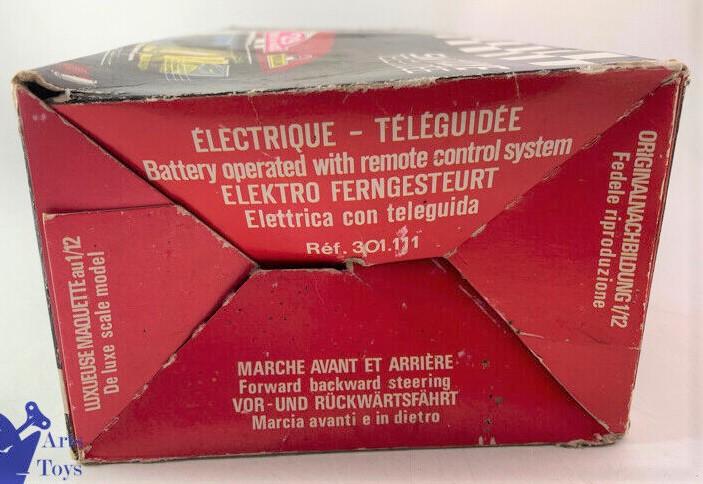 ÉLECTRIQUE - TÉLÉGUIDÉE
Battery operated with remote control system
ELEKTRO FERNGESTEURT
Elettrica con teleguida
Réf. 301.111
LUXUEUSE MAQUETTE au 1/12
De luxe scale model
ORIGINALNACHBILDUNG 1/12
Fedele riproduzione
MARCHE AVANT ET ARRIÈRE
Forward backward steering
VOR-UND RÜCKWÄRTSFÄHRT
Marcia avanti e in dietro
Arts
Toys